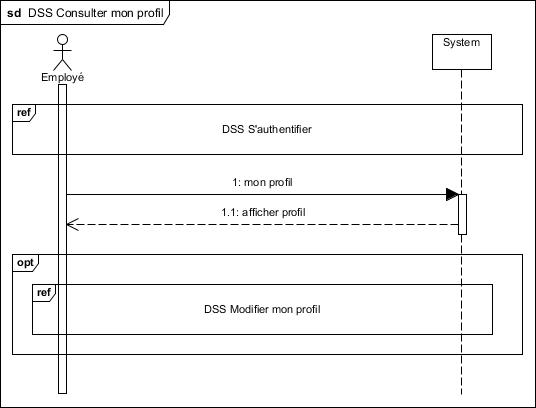 sd DSS Consulter mon profil
System
Employé
ref
DSS S'authentifier
1: mon profil
1.1: afficher profil
opt
ref
DSS Modifier mon profil